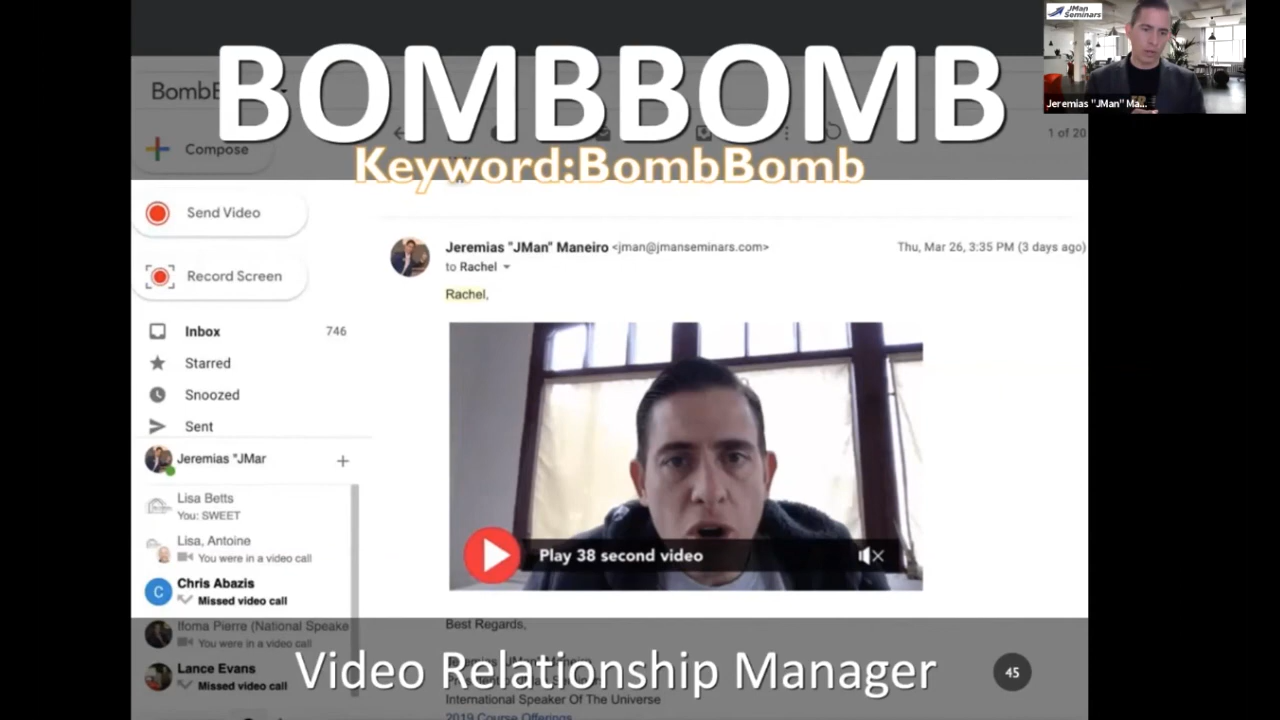 BOMBBOMB
Keyword:BombBomb
JMan
Seminars
Jeremias "JMan" Ma...
Compose
1 of 20
Send Video
Record Screen
Inbox 746
Starred
Snoozed
Sent
Jeremias "JMar
Lisa Betts
You: SWEET
Lisa, Antoine
You were in a video call
Chris Abazis
C
Missed video call
Itoma Pierre (National Speake
You were in a video call
Lance Evans
Missed video call
Jeremias "JMan" Maneiro <jman@jmanseminars.com>
Thu, Mar 26, 3:35 PM (3 days ago)
to Rachel
Rachel,
Play 38 second video
Best Regards,
Video Relationship Manager
45
International Speaker Of The Universe
2019 Course Offerings